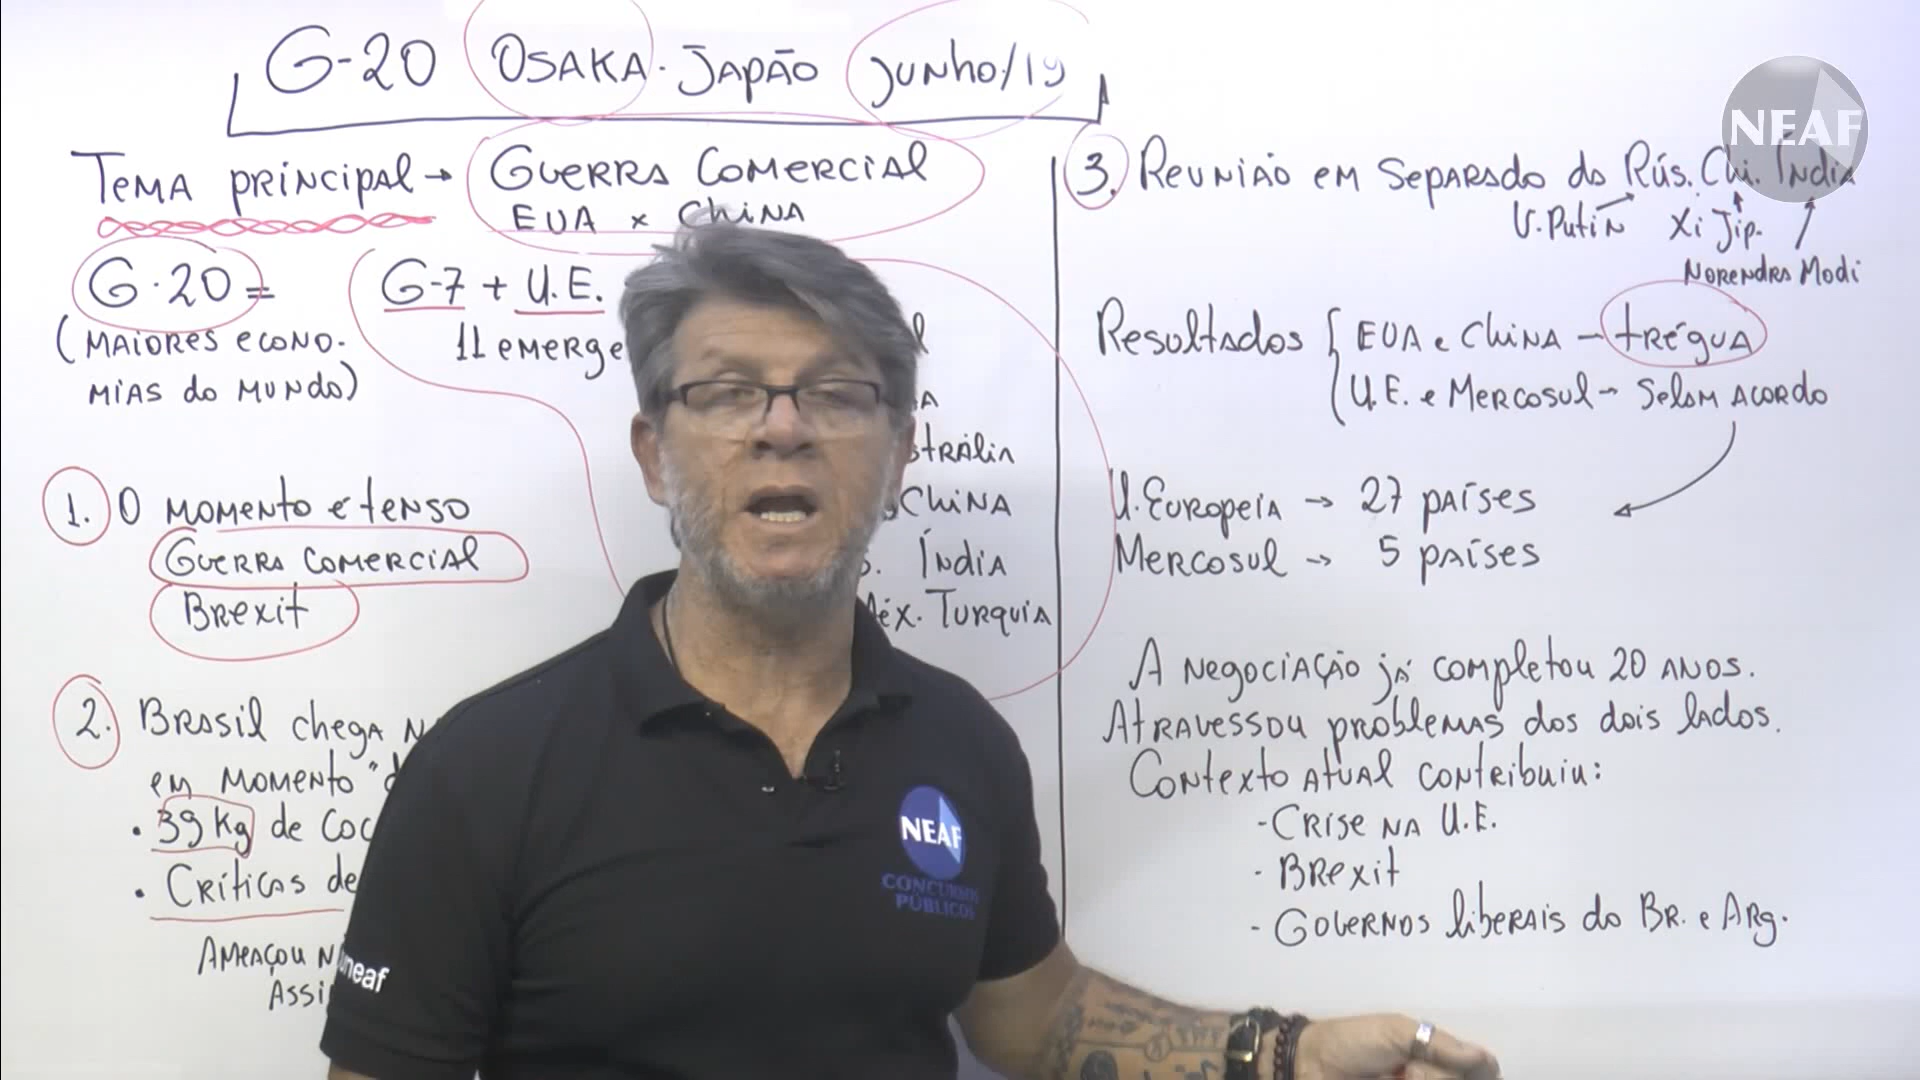 G-20 OSAKA. JAPÃO JUNHO/19
TEMA PRINCIPAL → GUERRA COMERCIAL
EUA x CHINA
G-20 = G-7 + U.E.
(MAIORES ECONO-
MIAS do MUNDO)
11 emerge
strália
China
Índia
Méx. Turquia
1. O momento é tenso
Guerra comercial
Brexit
2. Brasil chega
em momento "d
• 39 Kg de Coc
• Críticas de
Ameaçou N
Assi
3. Reunião em separado da Rús. Chi. Índia
V. Putin Xi Jip.
Norendra Modi
Resultados { EUA e China – trégua
U.E. e Mercosul → Selam acordo
U. Europeia → 27 países
Mercosul → 5 países
A negociação já completou 20 anos.
Atravessou problemas dos dois lados.
Contexto atual contribuiu:
- Crise na U.E.
- Brexit
- Governos liberais do Br. e Arg.
NEAF
NEAF
CONCURSOS
PÚBLICOS
neaf